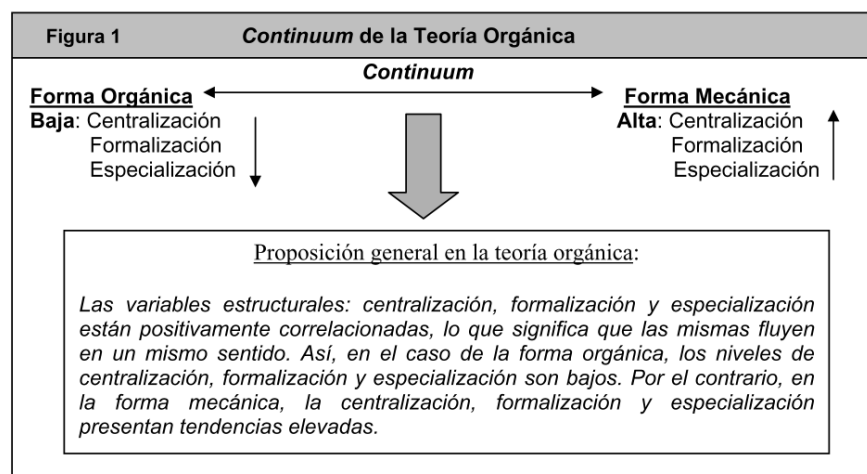 Figura 1 Continuum de la Teoría Orgánica
Continuum
Forma Orgánica
Baja: Centralización
Formalización
Especialización
Forma Mecánica
Alta: Centralización
Formalización
Especialización
Proposición general en la teoría orgánica:
Las variables estructurales: centralización, formalización y especialización
están positivamente correlacionadas, lo que significa que las mismas fluyen
en un mismo sentido. Así, en el caso de la forma orgánica, los niveles de
centralización, formalización y especialización son bajos. Por el contrario, en
la forma mecánica, la centralización, formalización y especialización
presentan tendencias elevadas.